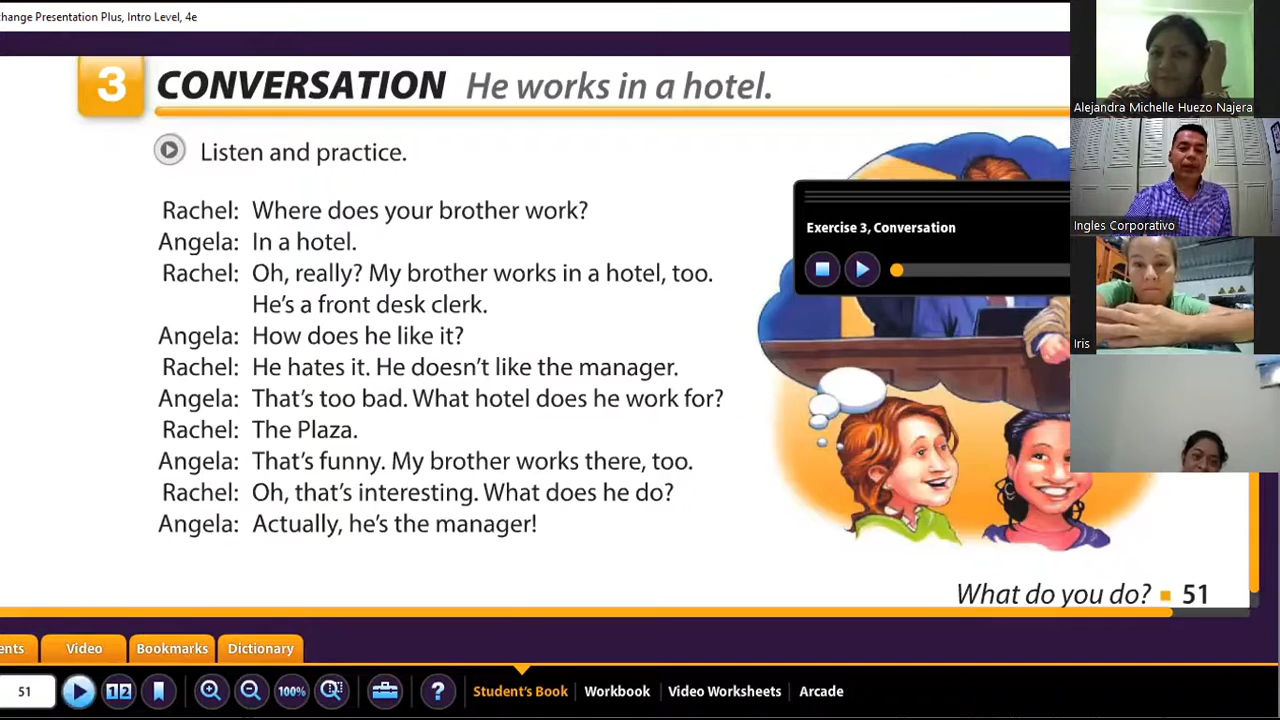 hange Presentation Plus, Intro Level, 4e
3 CONVERSATION He works in a hotel.
Listen and practice.
Rachel: Where does your brother work?
Angela: In a hotel.
Rachel: Oh, really? My brother works in a hotel, too.
He's a front desk clerk.
Angela: How does he like it?
Rachel: He hates it. He doesn't like the manager.
Angela: That's too bad. What hotel does he work for?
Rachel: The Plaza.
Angela: That's funny. My brother works there, too.
Rachel: Oh, that's interesting. What does he do?
Angela: Actually, he's the manager!
Exercise 3, Conversation
What do you do? 51
Alejandra Michelle Huezo Najera
Ingles Corporativo
Iris
ents Video Bookmarks Dictionary
51 12 100% ? Student's Book Workbook Video Worksheets Arcade